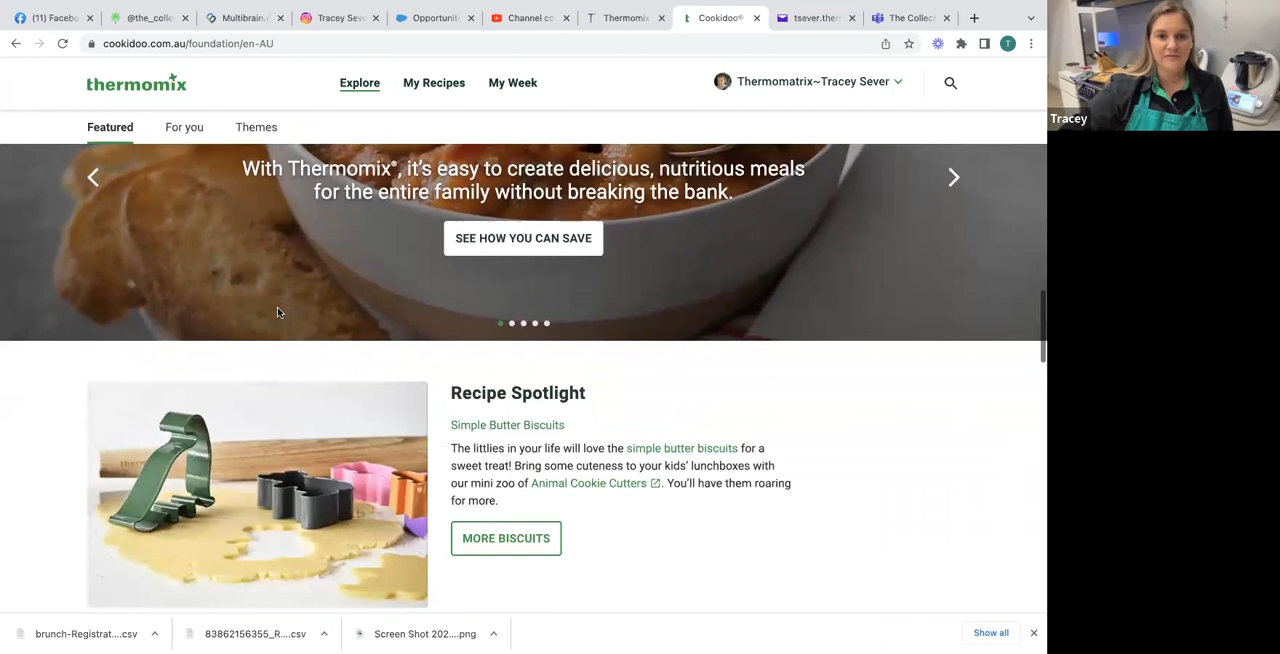 (11) Facebo
@the_colle
Multibrain.n
Tracey Seve
Opportuniti
Channel co
Thermomix
Cookidoo®
tsever.ther
The Collect
cookidoo.com.au/foundation/en-AU
T
thermomix
Explore
My Recipes
My Week
Thermomatrix~Tracey Sever
Featured
For you
Themes
With Thermomix®, it's easy to create delicious, nutritious meals
for the entire family without breaking the bank.
SEE HOW YOU CAN SAVE
Recipe Spotlight
Simple Butter Biscuits
The littlies in your life will love the simple butter biscuits for a
sweet treat! Bring some cuteness to your kids' lunchboxes with
our mini zoo of Animal Cookie Cutters. You'll have them roaring
for more.
MORE BISCUITS
brunch-Registrat....csv
83862156355_R....csv
Screen Shot 202....png
Show all
Tracey